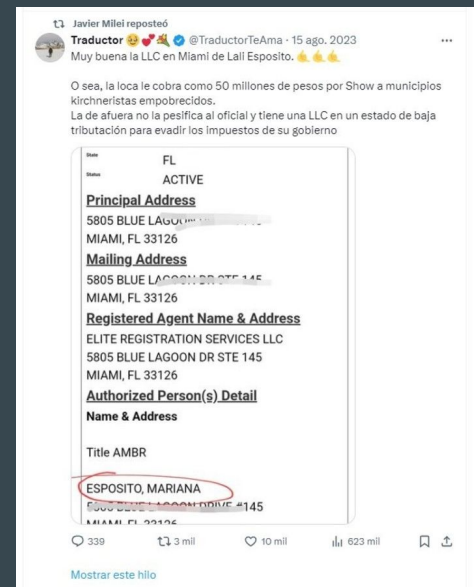 Javier Milei reposteó
Traductor @TraductorTeAma · 15 ago. 2023
Muy buena la LLC en Miami de Lali Esposito.
O sea, la loca le cobra como 50 millones de pesos por Show a municipios
kirchneristas empobrecidos.
La de afuera no la pesifica al oficial y tiene una LLC en un estado de baja
tributación para evadir los impuestos de su gobierno
State FL
Status ACTIVE
Principal Address
5805 BLUE
MIAMI, FL 33126
Mailing Address
5805 BLUE
MIAMI, FL 33126
Registered Agent Name & Address
ELITE REGISTRATION SERVICES LLC
5805 BLUE LAGOON DR STE 145
MIAMI, FL 33126
Authorized Person(s) Detail
Name & Address
Title AMBR
ESPOSITO, MARIANA
#145
339 3 mil 10 mil 623 mil
Mostrar este hilo